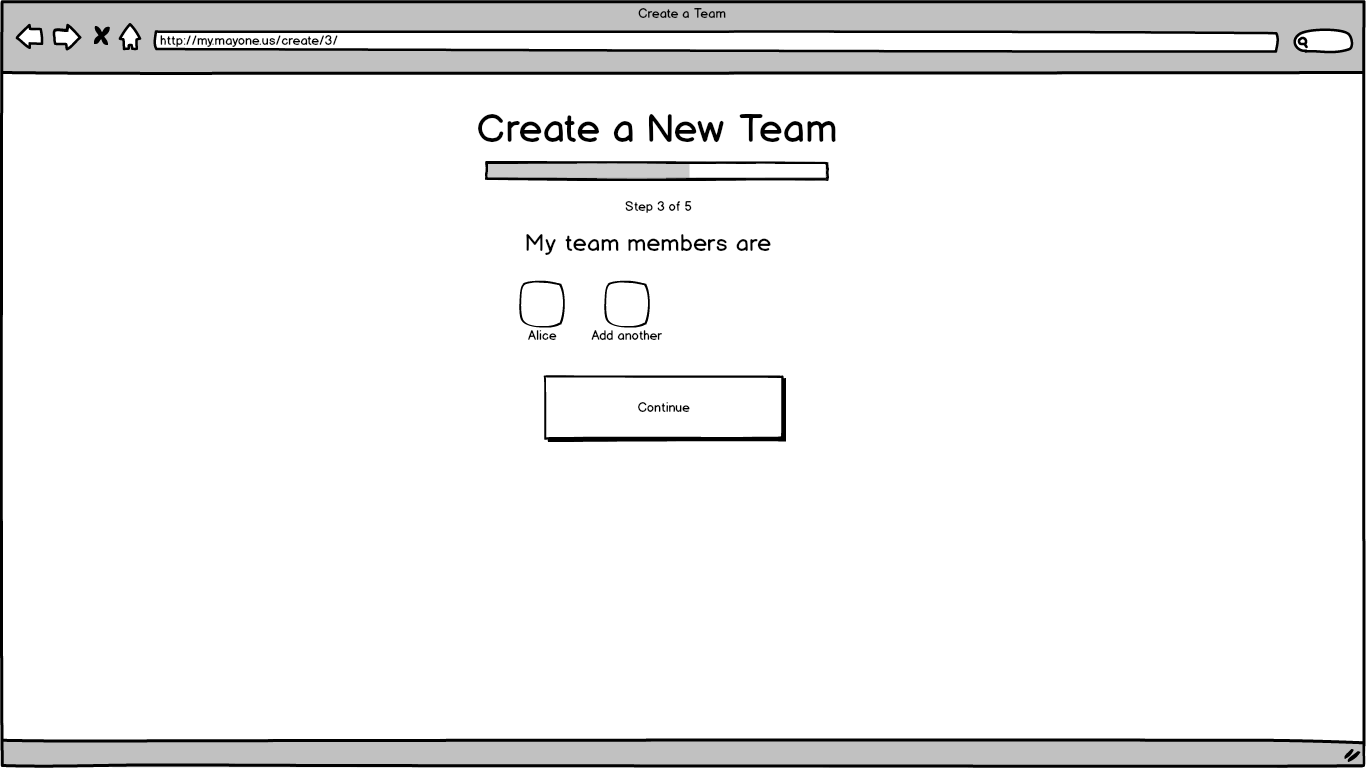 Create a Team
http://my.mayone.us/create/3/
Create a New Team
Step 3 of 5
My team members are
Alice
Add another
Continue